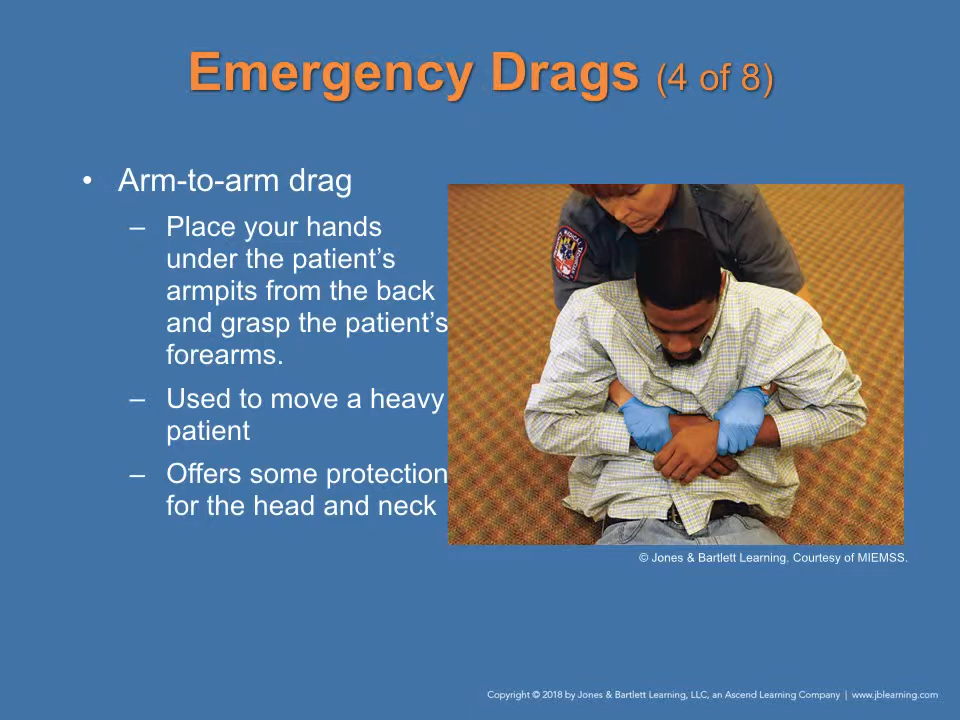 Emergency Drags (4 of 8)
• Arm-to-arm drag
– Place your hands
under the patient’s
armpits from the back
and grasp the patient’s
forearms.
– Used to move a heavy
patient
– Offers some protection
for the head and neck
MEDICAL
© Jones & Bartlett Learning. Courtesy of MIEMSS.
Copyright © 2018 by Jones & Bartlett Learning, LLC, an Ascend Learning Company | www.jblearning.com